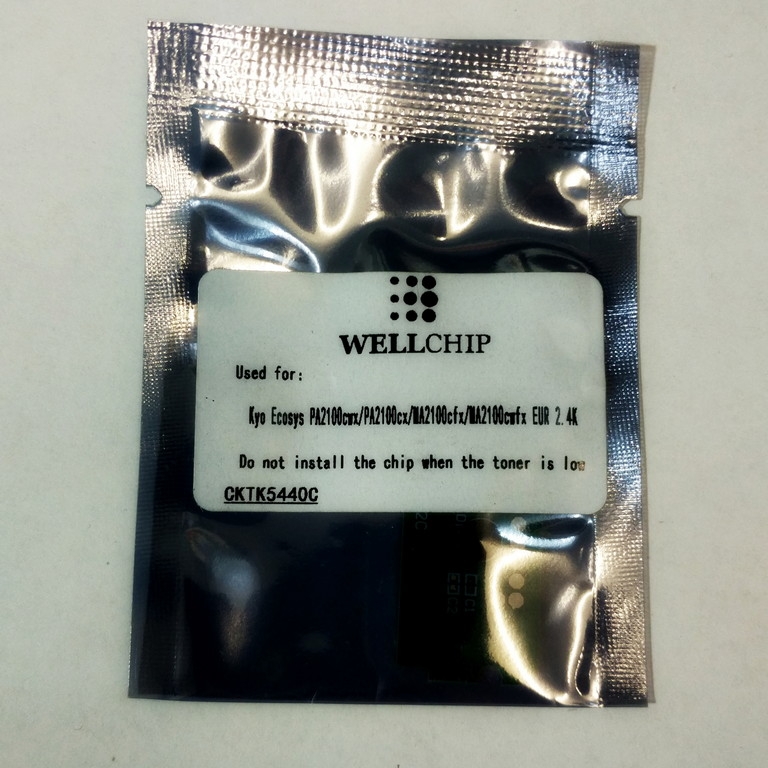 WELLCHIP
Used for:
Kyo Ecosys PA2100cwx/PA2100cx/MA2100cfx/MA2100cwfx EUR 2.4K
Do not install the chip when the toner is low
CKTK5440C